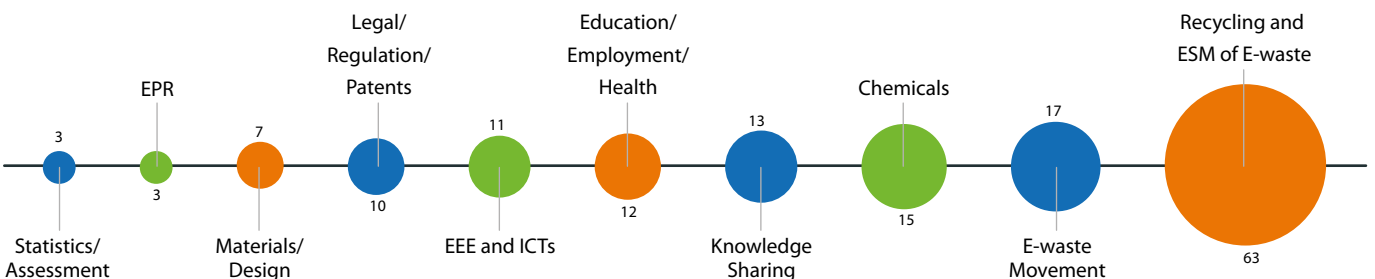 3
Statistics/
Assessment
EPR
3
7
Materials/
Design
Legal/
Regulation/
Patents
10
11
EEE and ICTs
Education/
Employment/
Health
12
13
Knowledge
Sharing
Chemicals
15
17
E-waste
Movement
Recycling and
ESM of E-waste
63